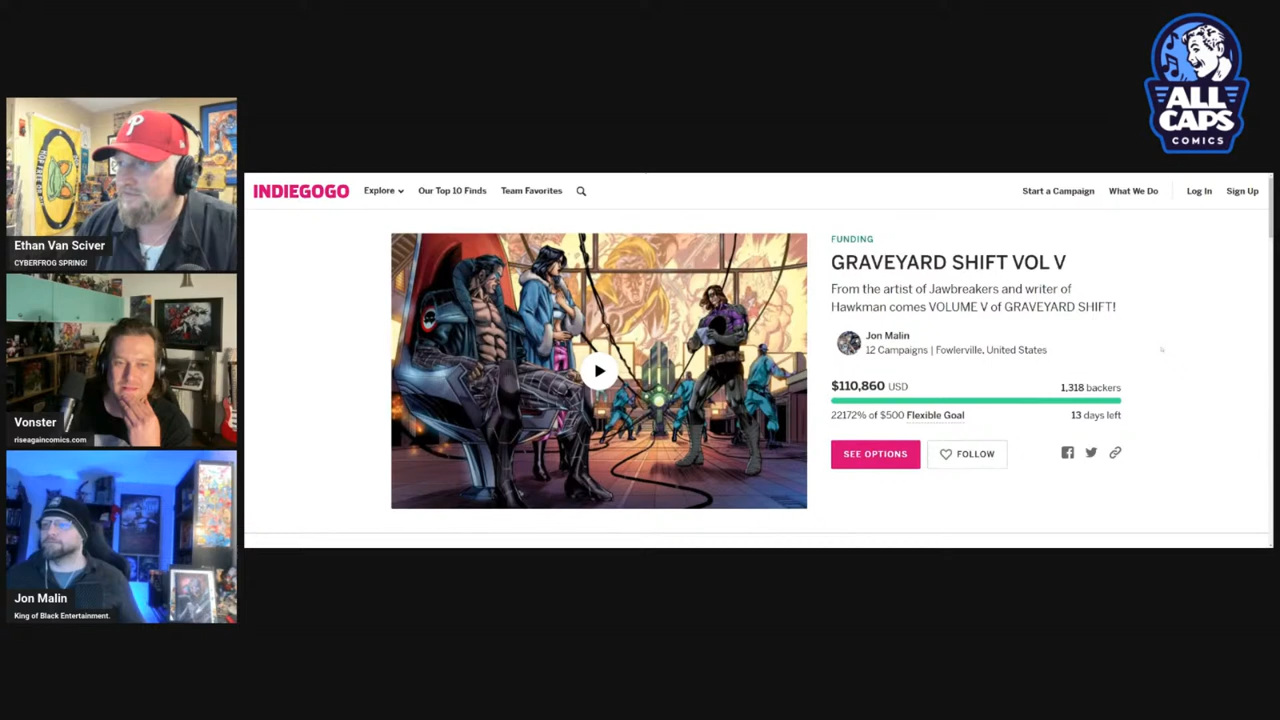 ALL
CAPS
COMICS
Ethan Van Sciver
CYBERFROG SPRING!
Vonster
riseagaincomics.com
Jon Malin
King of Black Entertainment.
INDIEGOGO
Explore
Our Top 10 Finds
Team Favorites
Start a Campaign
What We Do
Log In
Sign Up
FUNDING
GRAVEYARD SHIFT VOL V
From the artist of Jawbreakers and writer of
Hawkman comes VOLUME V of GRAVEYARD SHIFT!
Jon Malin
12 Campaigns | Fowlerville, United States
$110,860 USD
1,318 backers
22172% of $500 Flexible Goal
13 days left
SEE OPTIONS
FOLLOW